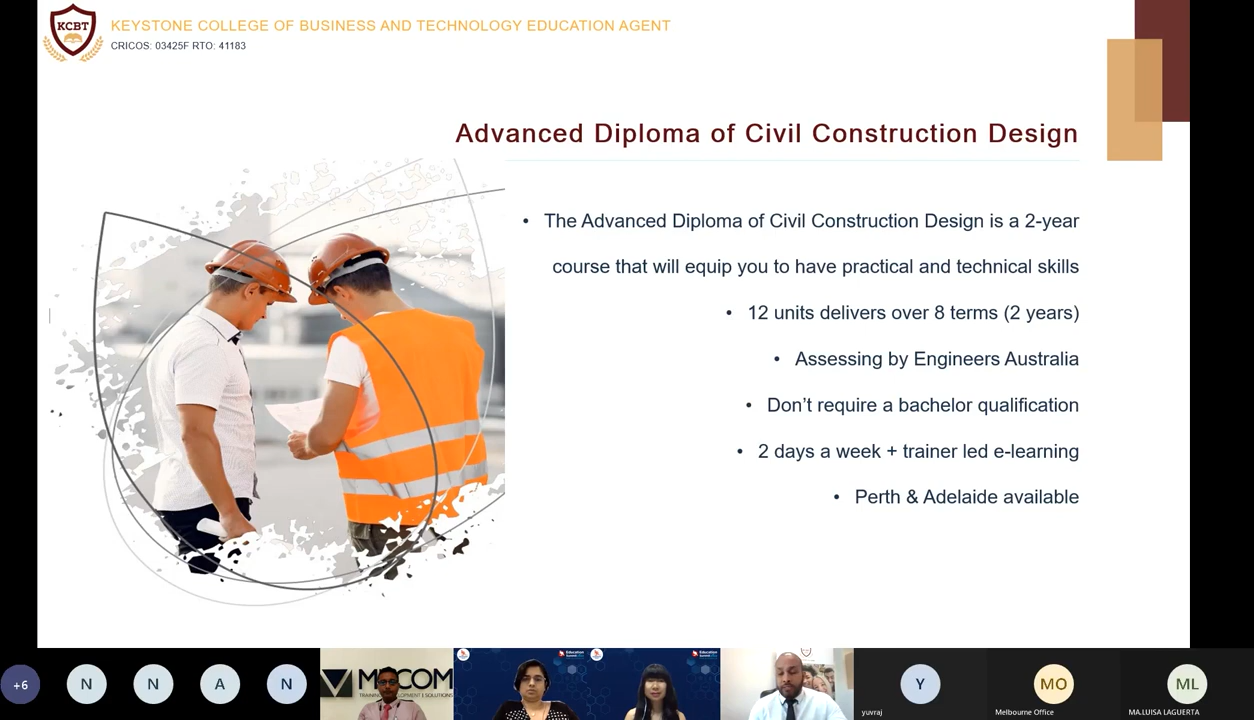 KCBT
KEYSTONE COLLEGE OF BUSINESS AND TECHNOLOGY EDUCATION AGENT
CRICOS: 03425F RTO: 41183
Advanced Diploma of Civil Construction Design
• The Advanced Diploma of Civil Construction Design is a 2-year
course that will equip you to have practical and technical skills
• 12 units delivers over 8 terms (2 years)
• Assessing by Engineers Australia
• Don’t require a bachelor qualification
• 2 days a week + trainer led e-learning
• Perth & Adelaide available
+6
N
N
A
N
Education
Education
Y
yuvraj
MO
Melbourne Office
ML
MA.LUISA LAGUERTA